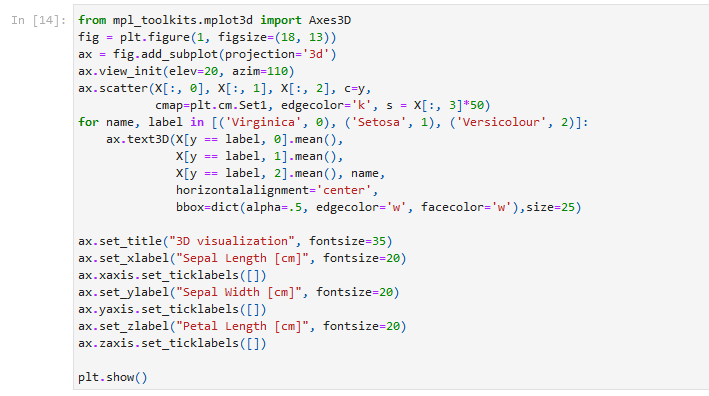 In [14]: from mpl_toolkits.mplot3d import Axes3D
fig = plt.figure(1, figsize=(18, 13))
ax = fig.add_subplot(projection='3d')
ax.view_init(elev=20, azim=110)
ax.scatter(X[:, 0], X[:, 1], X[:, 2], c=y,
           cmap=plt.cm.Set1, edgecolor='k', s = X[:, 3]*50)
for name, label in [('Virginica', 0), ('Setosa', 1), ('Versicolour', 2)]:
    ax.text3D(X[y == label, 0].mean(),
              X[y == label, 1].mean(),
              X[y == label, 2].mean(), name,
              horizontalalignment='center',
              bbox=dict(alpha=.5, edgecolor='w', facecolor='w'),size=25)
ax.set_title("3D visualization", fontsize=35)
ax.set_xlabel("Sepal Length [cm]", fontsize=20)
ax.xaxis.set_ticklabels([])
ax.set_ylabel("Sepal Width [cm]", fontsize=20)
ax.yaxis.set_ticklabels([])
ax.set_zlabel("Petal Length [cm]", fontsize=20)
ax.zaxis.set_ticklabels([])
plt.show()